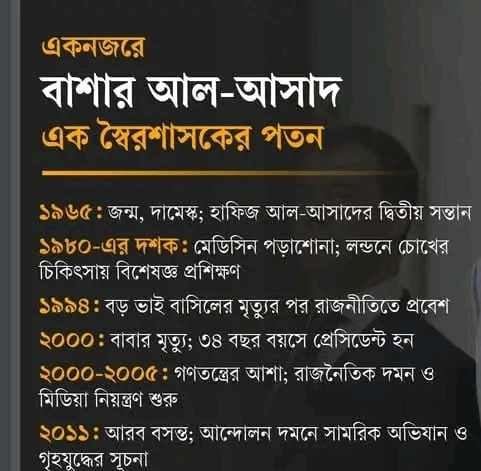 একনজরে
বাশার আল-আসাদ
এক স্বৈরশাসকের পতন
১৯৬৫: জন্ম, দামেস্ক; হাফিজ আল-আসাদের দ্বিতীয় সন্তান
১৯৮০-এর দশক: মেডিসিন পড়াশোনা; লন্ডনে চোখের
চিকিৎসায় বিশেষজ্ঞ প্রশিক্ষণ
১৯৯৪: বড় ভাই বাসিলের মৃত্যুর পর রাজনীতিতে প্রবেশ
২০০০: বাবার মৃত্যু; ৩৪ বছর বয়সে প্রেসিডেন্ট হন
২০০০-২০০৫: গণতন্ত্রের আশা; রাজনৈতিক দমন ও
মিডিয়া নিয়ন্ত্রণ শুরু
২০১১: আরব বসন্ত; আন্দোলন দমনে সামরিক অভিযান ও
গৃহযুদ্ধের সূচনা